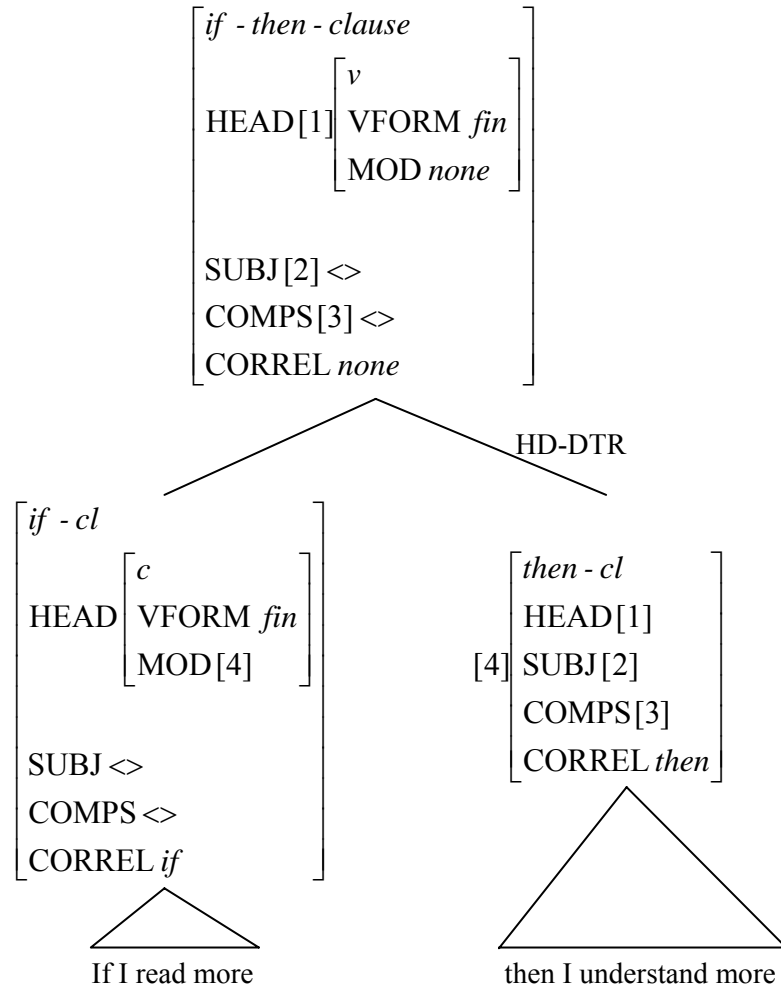 if - then - clause
v
HEAD[1] VFORM fin
MOD none
SUBJ[2] <>
COMPS[3] <>
CORREL none
HD-DTR
if - cl
c
HEAD VFORM fin
MOD[4]
SUBJ <>
COMPS <>
CORREL if
If I read more
then - cl
HEAD[1]
[4] SUBJ[2]
COMPS[3]
CORREL then
then I understand more